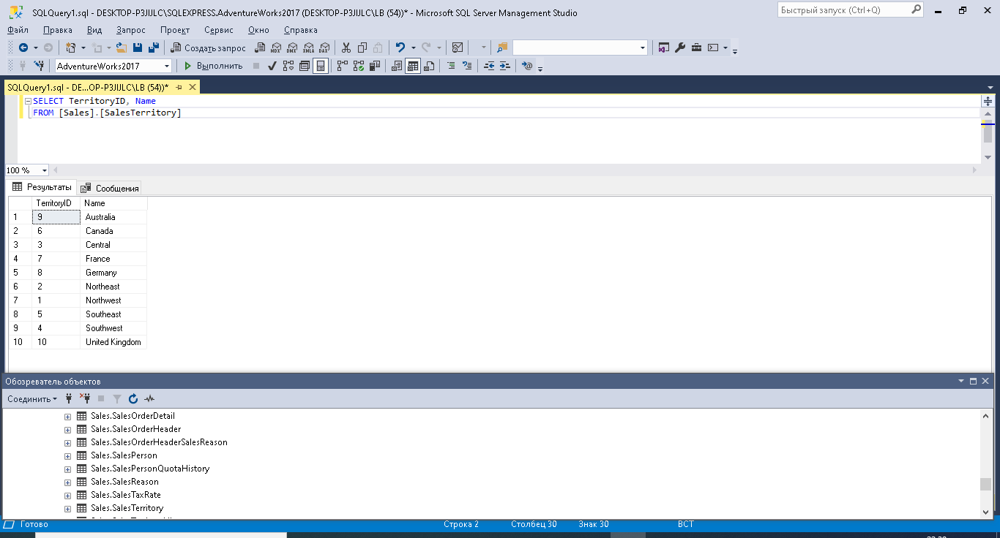 SQLQuery1.sql - DESKTOP-P3JIJLC\SQLEXPRESS.AdventureWorks2017 (DESKTOP-P3JIJLC\LB (54))* - Microsoft SQL Server Management Studio
Быстрый запуск (Ctrl+Q)
Файл Правка Вид Запрос Проект Сервис Окно Справка
Создать запрос MDX DMX XMLA DAX
AdventureWorks2017 Выполнить
SQLQuery1.sql - DE...OP-P3JIJLC\LB (54))*
SELECT TerritoryID, Name
FROM [Sales].[SalesTerritory]
100 %
Результаты Сообщения
TerritoryID Name
1 9 Australia
2 6 Canada
3 3 Central
4 7 France
5 8 Germany
6 2 Northeast
7 1 Northwest
8 5 Southeast
9 4 Southwest
10 10 United Kingdom
Обозреватель объектов
Соединить
Sales.SalesOrderDetail
Sales.SalesOrderHeader
Sales.SalesOrderHeaderSalesReason
Sales.SalesPerson
Sales.SalesPersonQuotaHistory
Sales.SalesReason
Sales.SalesTaxRate
Sales.SalesTerritory
Готово Строка 2 Столбец 30 Знак 30 ВСТ